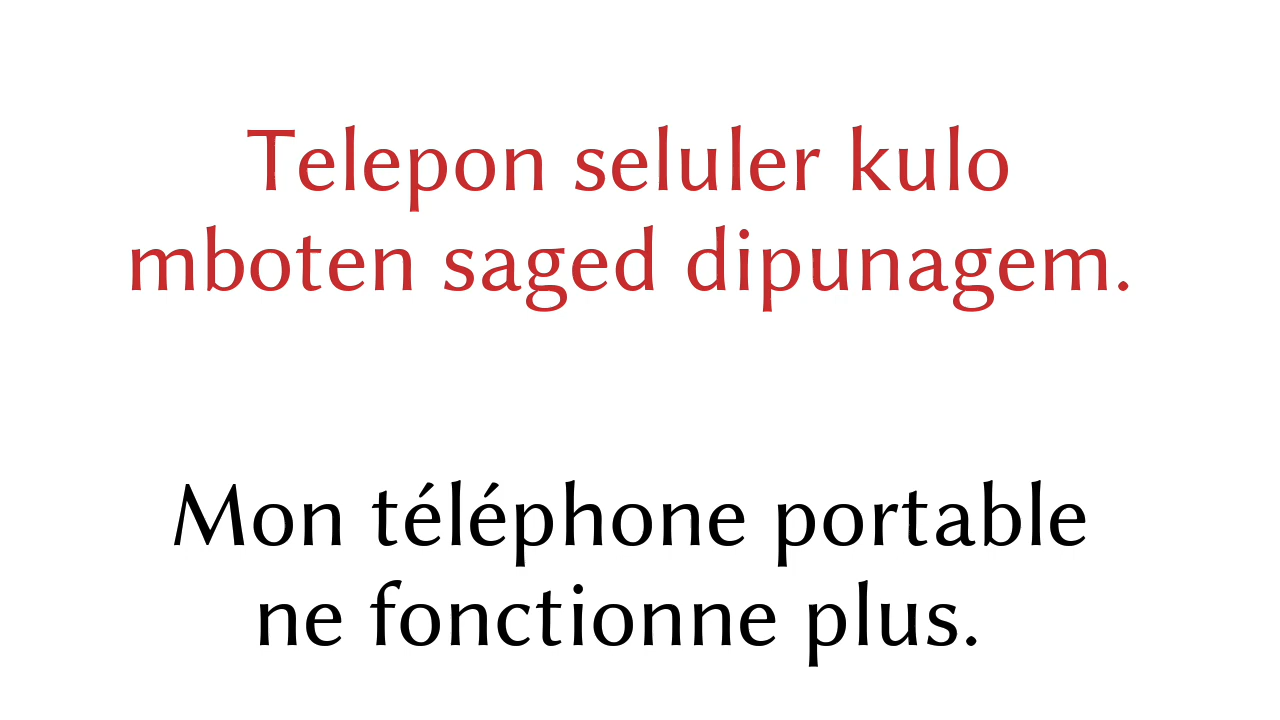 Telepon seluler kulo
mboten saged dipunagem.
Mon téléphone portable
ne fonctionne plus.